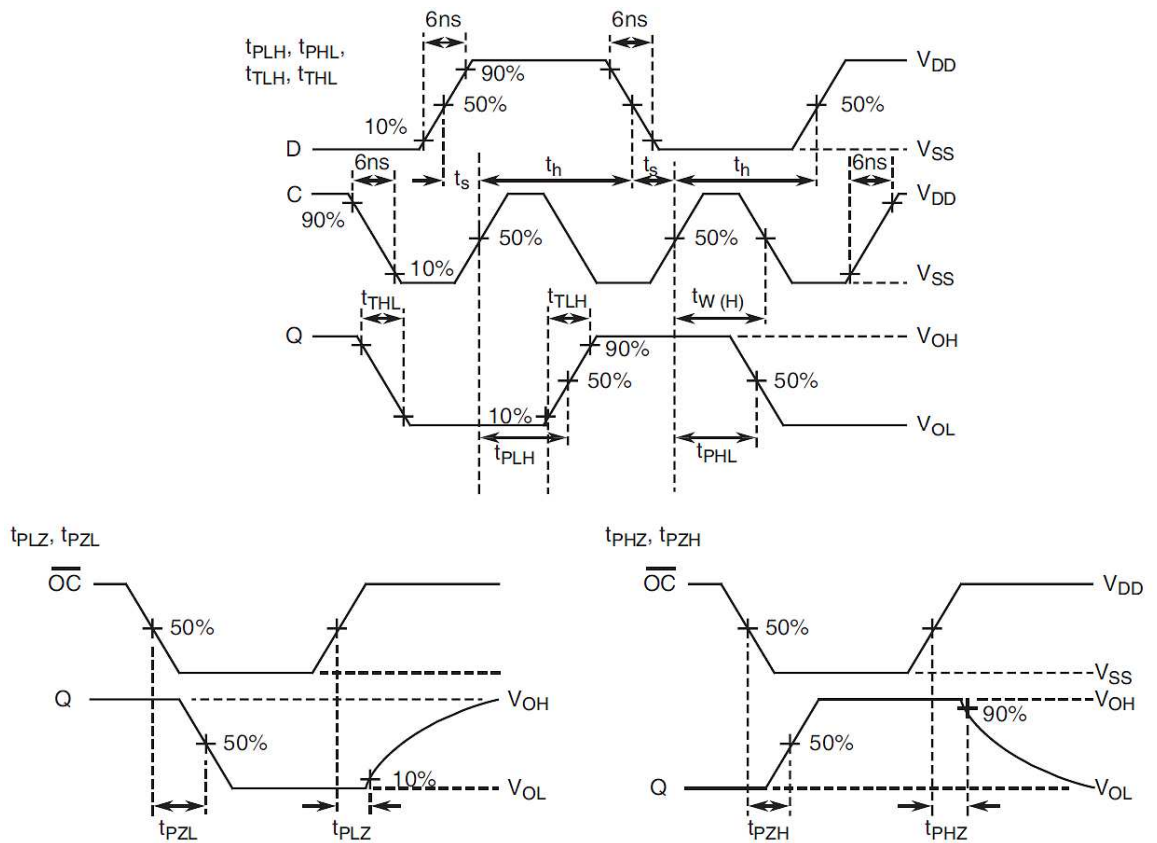 tPLH, tPHL,
tTLH, tTHL
6ns
6ns
90%
50%
10%
50%
D
VDD
VSS
6ns
ts
th
ts
th
6ns
C
90%
10%
50%
50%
VDD
VSS
tTHL
tTLH
tW (H)
Q
90%
50%
10%
50%
VOH
VOL
tPLH
tPHL
tPLZ, tPZL
OC
50%
Q
50%
10%
VOH
VOL
tPZL
tPLZ
tPHZ, tPZH
OC
50%
VDD
VSS
VOH
90%
50%
Q
VOL
tPZH
tPHZ